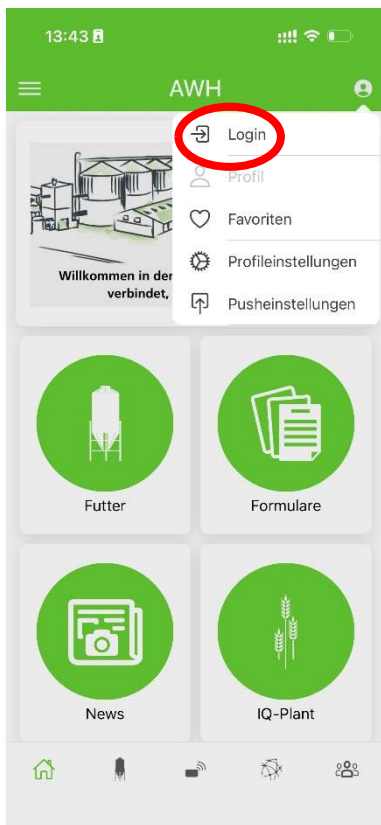 13:43
AWH
Login
Profil
Favoriten
Profileinstellungen
Pusheinstellungen
Willkommen in der
verbindet,
Futter
Formulare
News
IQ-Plant